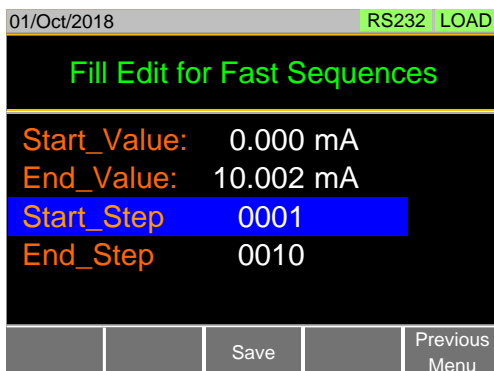 01/Oct/2018 RS232 LOAD
Fill Edit for Fast Sequences
Start_Value: 0.000 mA
End_Value: 10.002 mA
Start_Step 0001
End_Step 0010
Save
Previous
Menu